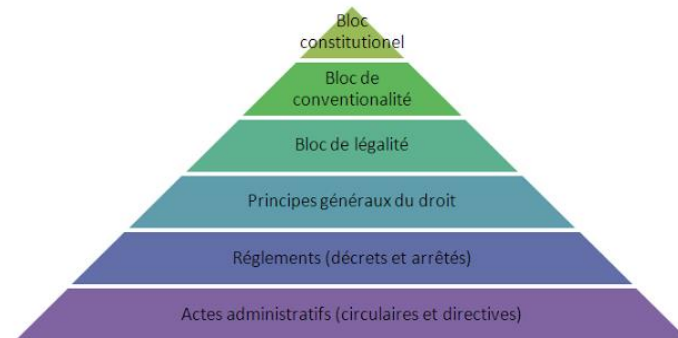 Bloc
constitutionel
Bloc de
conventionalité
Bloc de légalité
Principes généraux du droit
Réglements (décrets et arrêtés)
Actes administratifs (circulaires et directives)